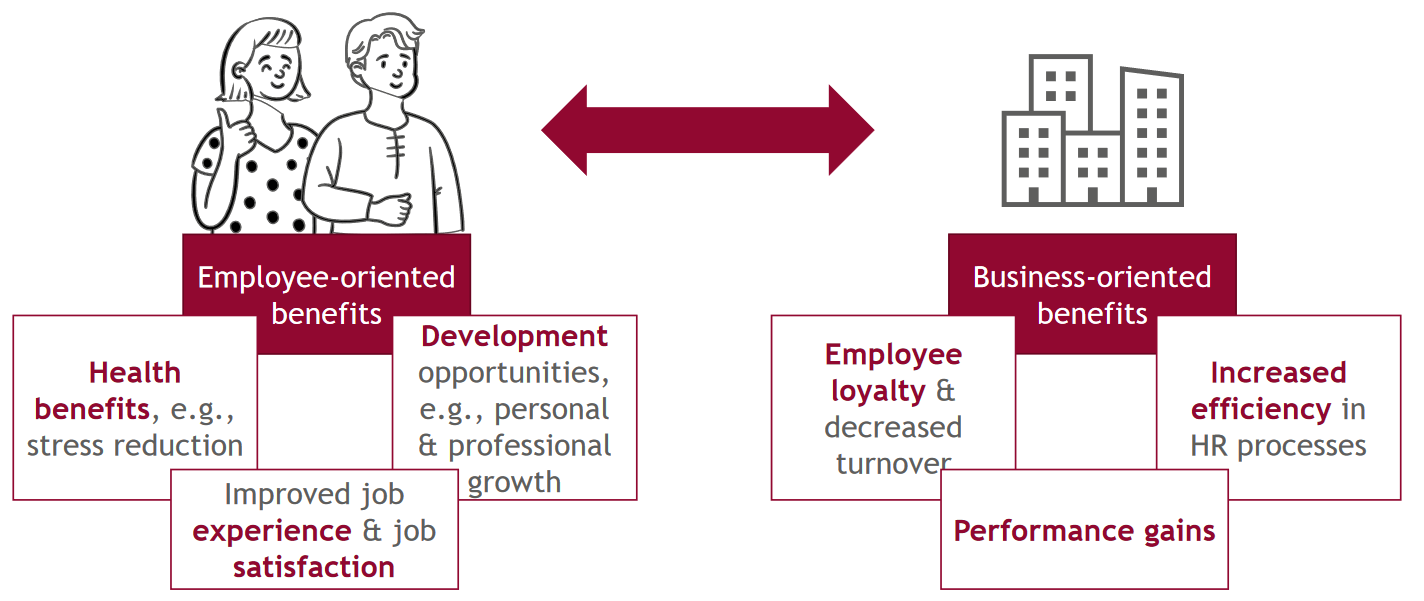 Employee-oriented
benefits
Health
benefits, e.g.,
stress reduction
Development
opportunities,
e.g., personal
& professional
growth
Improved job
experience & job
satisfaction
Business-oriented
benefits
Employee
loyalty &
decreased
turnover
Increased
efficiency in
HR processes
Performance gains